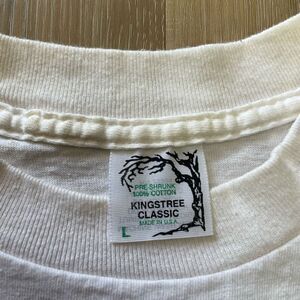 PRE-SHRUNK
100% COTTON
KINGSTREE
CLASSIC
MADE IN U.S.A.
L